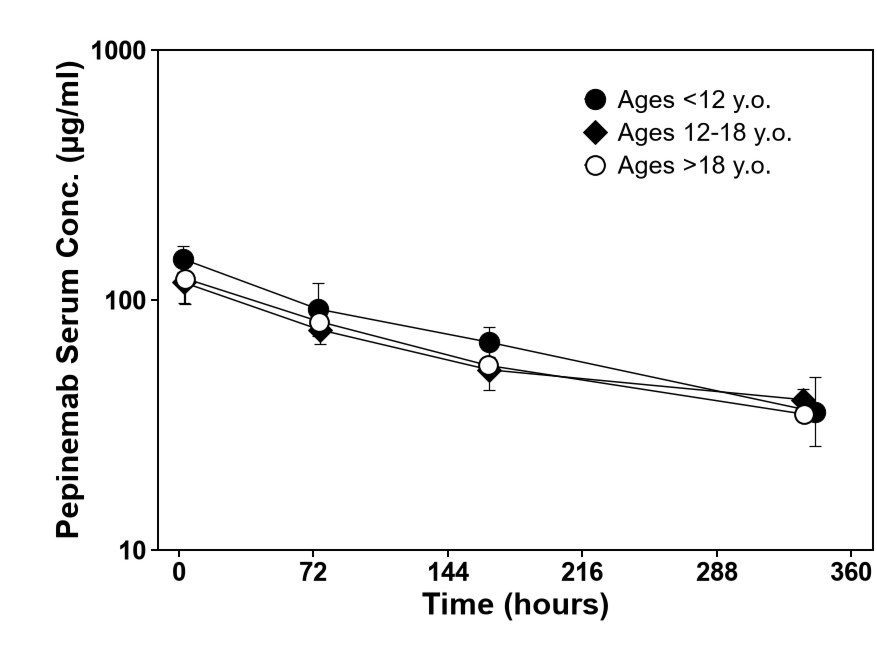 1000
Ages <12 y.o.
Ages 12-18 y.o.
Ages >18 y.o.
Pepinemab Serum Conc. (µg/ml)
100
10
0 72 144 216 288 360
Time (hours)